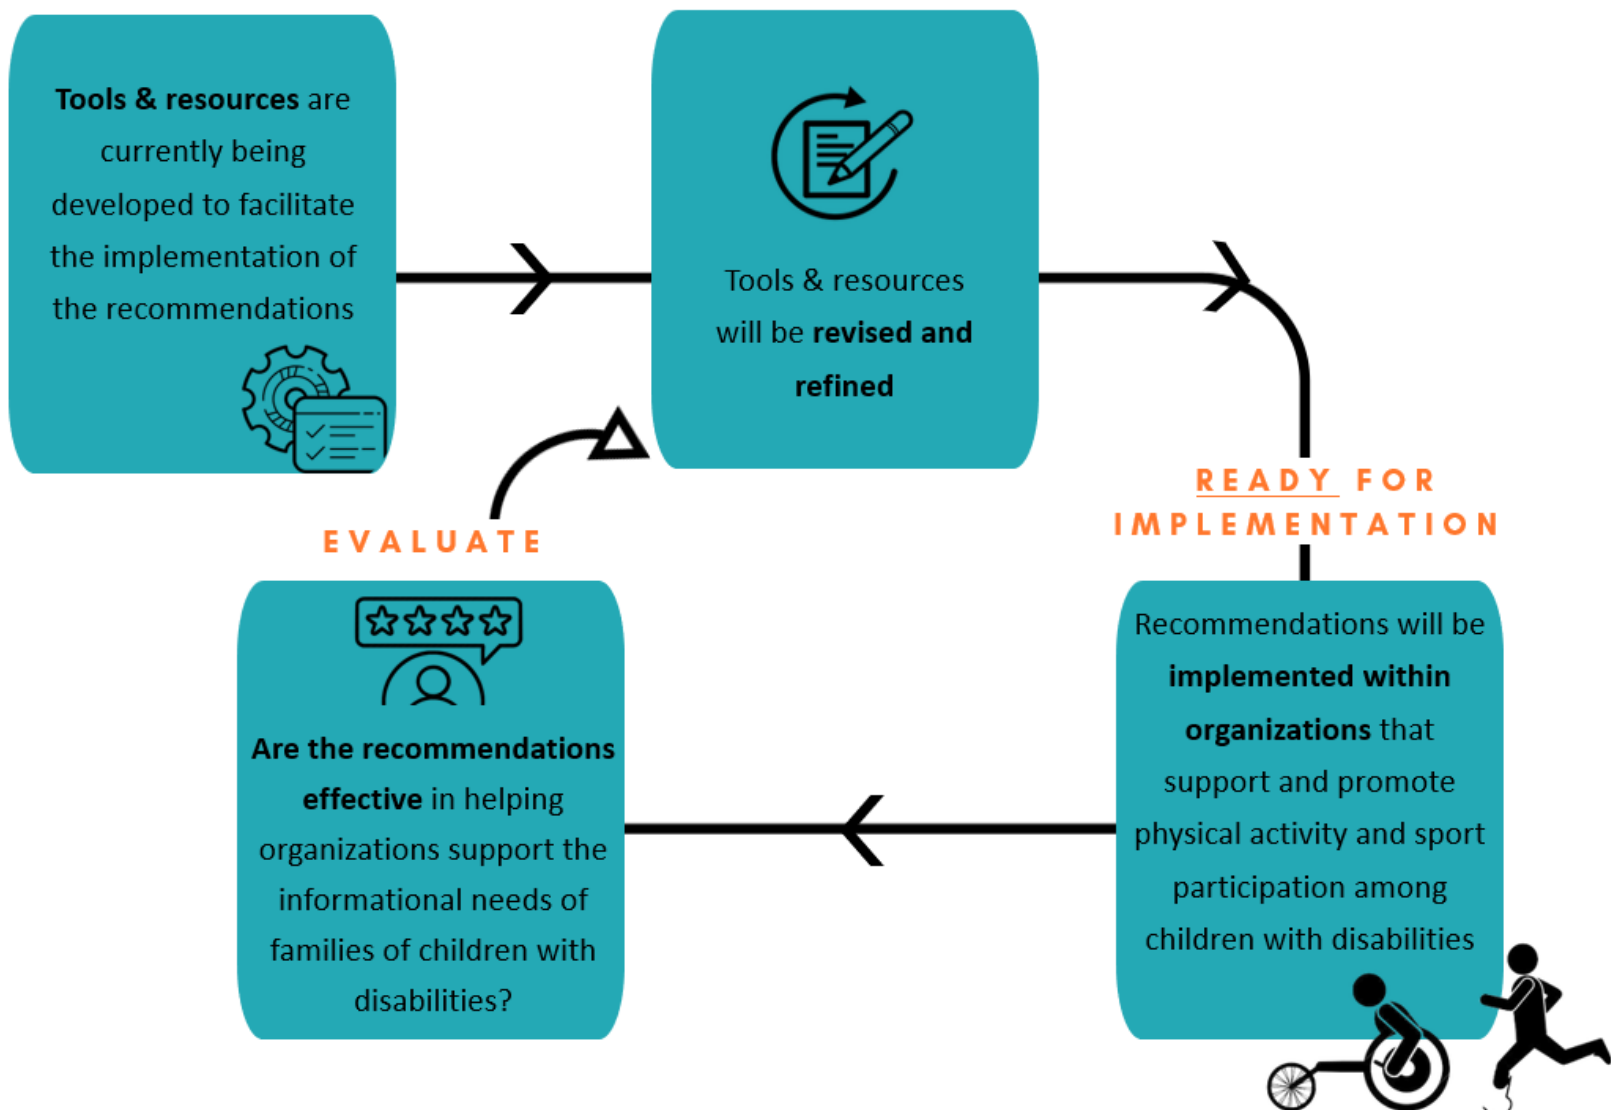 Tools & resources are
currently being
developed to facilitate
the implementation of
the recommendations
Tools & resources
will be revised and
refined
READY FOR
IMPLEMENTATION
Recommendations will be
implemented within
organizations that
support and promote
physical activity and sport
participation among
children with disabilities
EVALUATE
Are the recommendations
effective in helping
organizations support the
informational needs of
families of children with
disabilities?